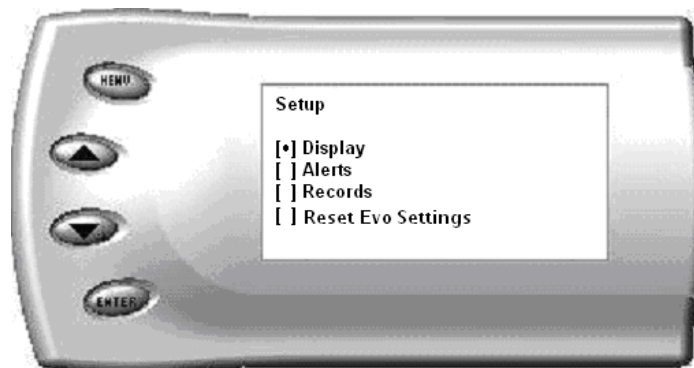 MENU
Setup
[•] Display
[ ] Alerts
[ ] Records
[ ] Reset Evo Settings
ENTER